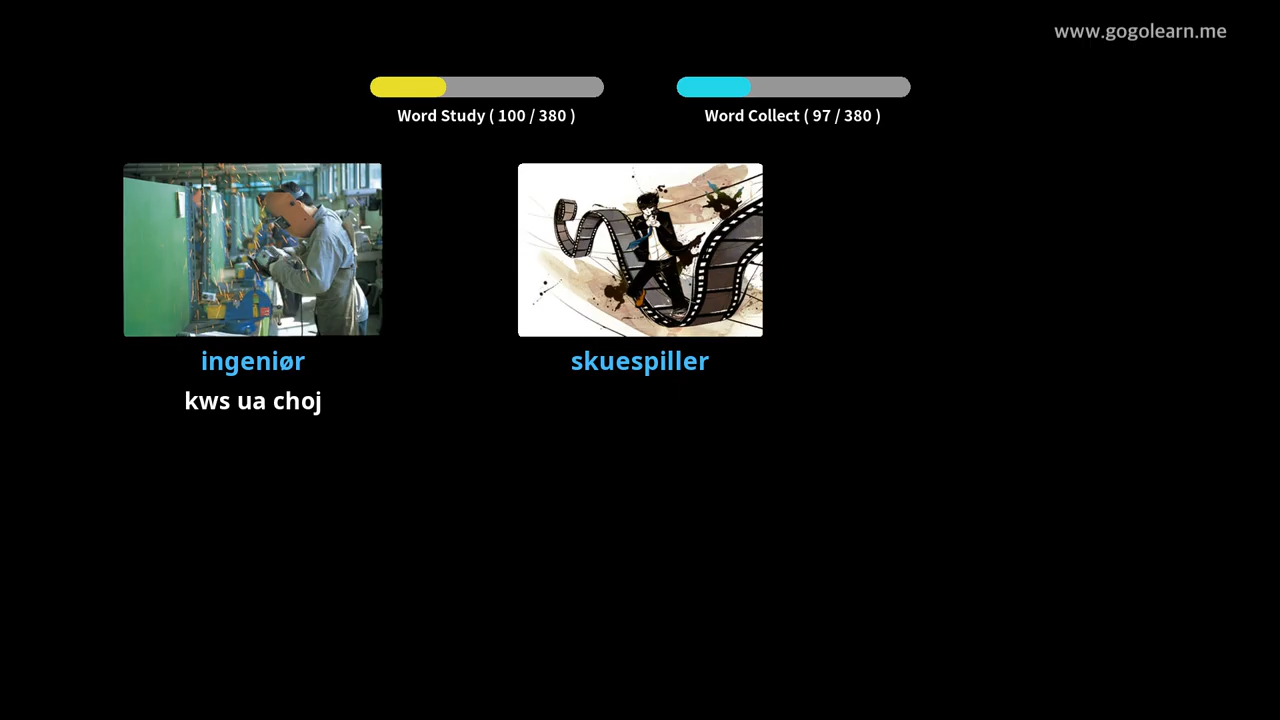 www.gogolearn.me
Word Study ( 100 / 380 )
Word Collect ( 97 / 380 )
ingeniør
skuespiller
kws ua choj